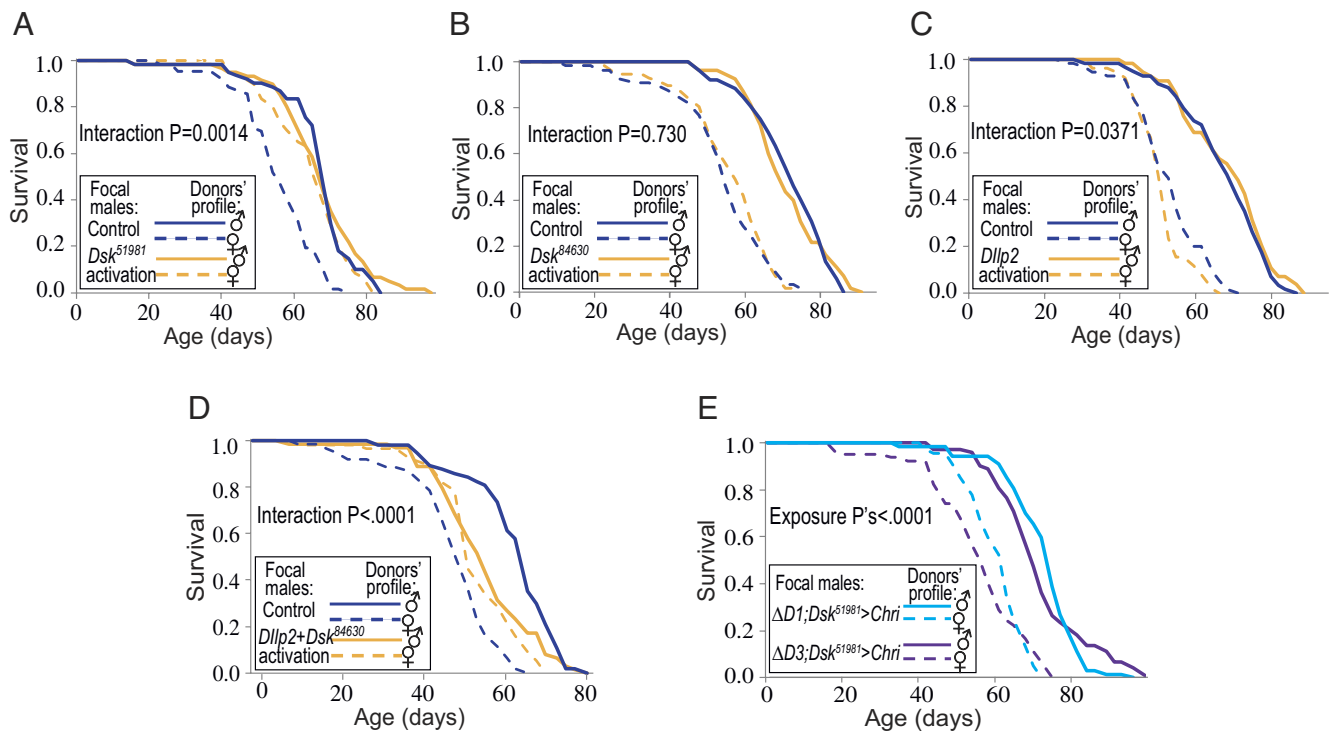 A
1.0
0.8
0.6
0.4
0.2
0.0
Survival
Interaction P=0.0014
Focal Donors'
males: profile:
Control ♂
♀
Dsk51981 ♂
activation ♀
0 20 40 60 80
Age (days)
B
1.0
0.8
0.6
0.4
0.2
0.0
Survival
Interaction P=0.730
Focal Donors'
males: profile:
Control ♂
♀
Dsk84630 ♂
activation ♀
0 20 40 60 80
Age (days)
C
1.0
0.8
0.6
0.4
0.2
0.0
Survival
Interaction P=0.0371
Focal Donors'
males: profile:
Control ♂
♀
DIlp2 ♂
activation ♀
0 20 40 60 80
Age (days)
D
1.0
0.8
0.6
0.4
0.2
0.0
Survival
Interaction P<.0001
Focal Donors'
males: profile:
Control ♂
♀
DIlp2+Dsk84630 ♂
activation ♀
0 20 40 60 80
Age (days)
E
1.0
0.8
0.6
0.4
0.2
0.0
Survival
Exposure P's<.0001
Focal males: Donors'
profile:
ΔD1;Dsk51981>Chri ♂
♀
ΔD3;Dsk51981>Chri ♂
♀
0 20 40 60 80
Age (days)